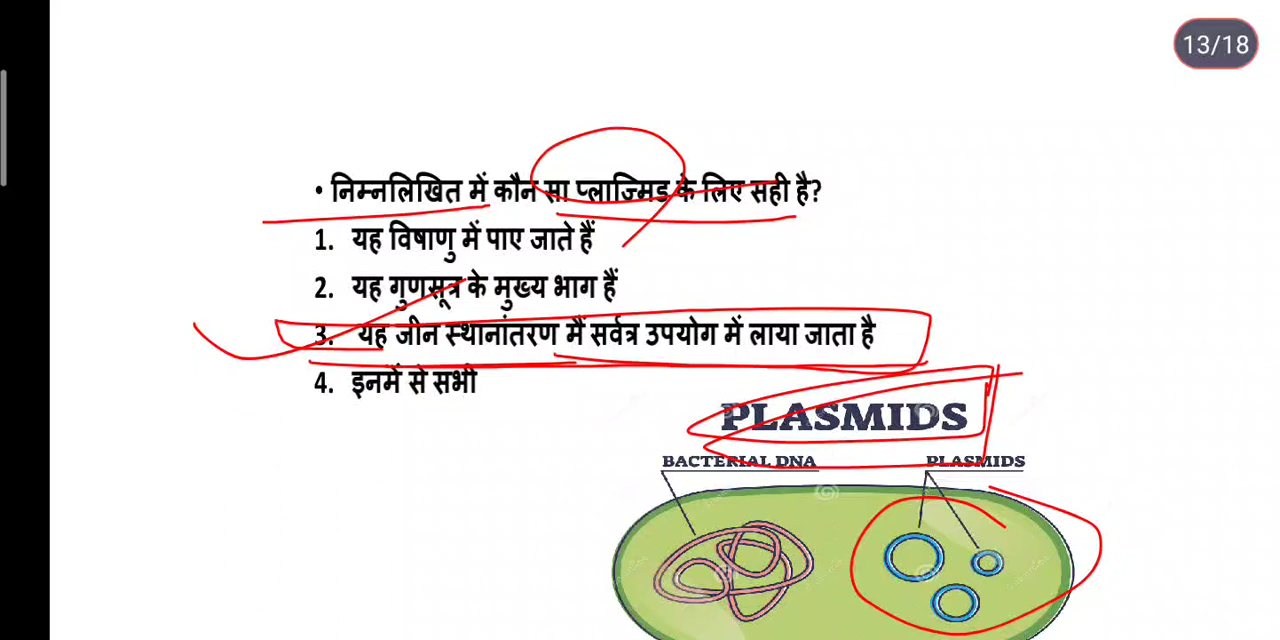 13/18
• निम्नलिखित में कौन सा प्लाज्मिड के लिए सही है?
1. यह विषाणु में पाए जाते हैं
2. यह गुणसूत्र के मुख्य भाग हैं
3. यह जीन स्थानांतरण में सर्वत्र उपयोग में लाया जाता है
4. इनमें से सभी
PLASMIDS
BACTERIAL DNA PLASMIDS